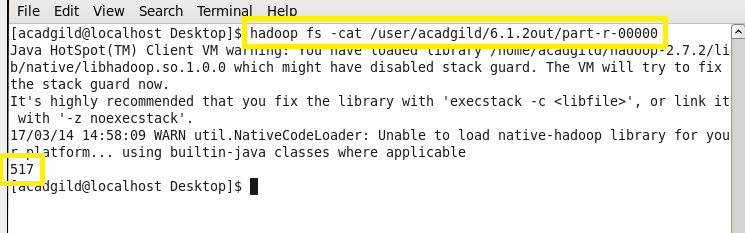 File Edit View Search Terminal Help
[acadgild@localhost Desktop]$ hadoop fs -cat /user/acadgild/6.1.2out/part-r-00000
Java HotSpot(TM) Client VM warning: You have loaded library /home/acadgild/hadoop-2.7.2/li
b/native/libhadoop.so.1.0.0 which might have disabled stack guard. The VM will try to fix
the stack guard now.
It's highly recommended that you fix the library with 'execstack -c <libfile>', or link it
 with '-z noexecstack'.
17/03/14 14:58:09 WARN util.NativeCodeLoader: Unable to load native-hadoop library for you
r platform... using builtin-java classes where applicable
517
[acadgild@localhost Desktop]$